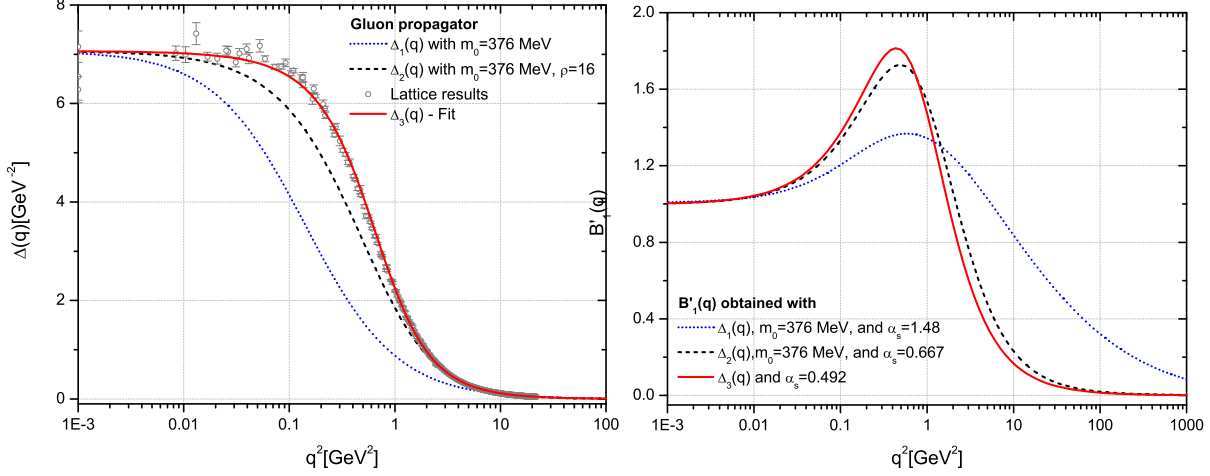 Gluon propagator
Δ₁(q) with m₀=376 MeV
Δ₂(q) with m₀=376 MeV, ρ=16
Lattice results
Δ₃(q) - Fit
Δ(q)[GeV⁻²]
8
6
4
2
0
1E-3
0.01
0.1
1
10
100
q²[GeV²]
B'₁(q)
2.0
1.6
1.2
0.8
0.4
0.0
B'₁(q) obtained with
Δ₁(q), m₀=376 MeV, and αₛ=1.48
Δ₂(q),m₀=376 MeV, and αₛ=0.667
Δ₃(q) and αₛ=0.492
1E-3
0.01
0.1
1
10
100
1000
q²[GeV²]